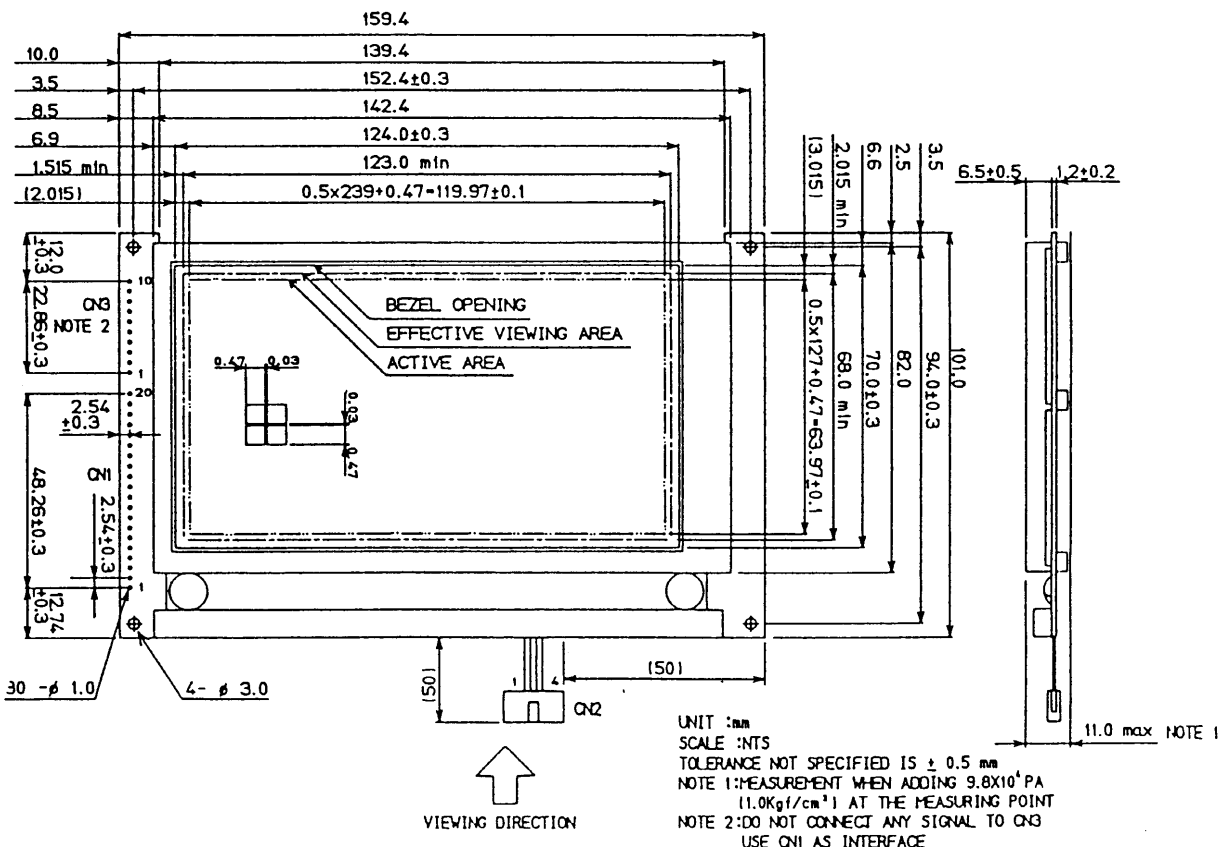 159.4
10.0
139.4
3.5
152.4±0.3
8.5
142.4
6.9
124.0±0.3
1.515 min
123.0 min
(2.015)
0.5x239+0.47=119.97±0.1
(3.015)
2.015 min
6.6
2.5
3.5
6.5±0.5
1.2±0.2
12.0
±0.3
10
CN3
NOTE 2
22.86±0.3
1
20
2.54
±0.3
CN1
48.26±0.3
2.54±0.3
1
12.74
±0.3
BEZEL OPENING
EFFECTIVE VIEWING AREA
ACTIVE AREA
0.47
0.03
0.03
0.47
0.5x127+0.47=63.97±0.1
68.0 min
70.0±0.3
82.0
94.0±0.3
101.0
30 -ϕ 1.0
4- ϕ 3.0
(50)
(50)
1
4
CN2
VIEWING DIRECTION
11.0 max NOTE 1
UNIT :mm
SCALE :NTS
TOLERANCE NOT SPECIFIED IS ± 0.5 mm
NOTE 1:MEASUREMENT WHEN ADDING 9.8X10⁴ PA
(1.0Kgf/cm²) AT THE MEASURING POINT
NOTE 2:DO NOT CONNECT ANY SIGNAL TO CN3
USE CN1 AS INTERFACE